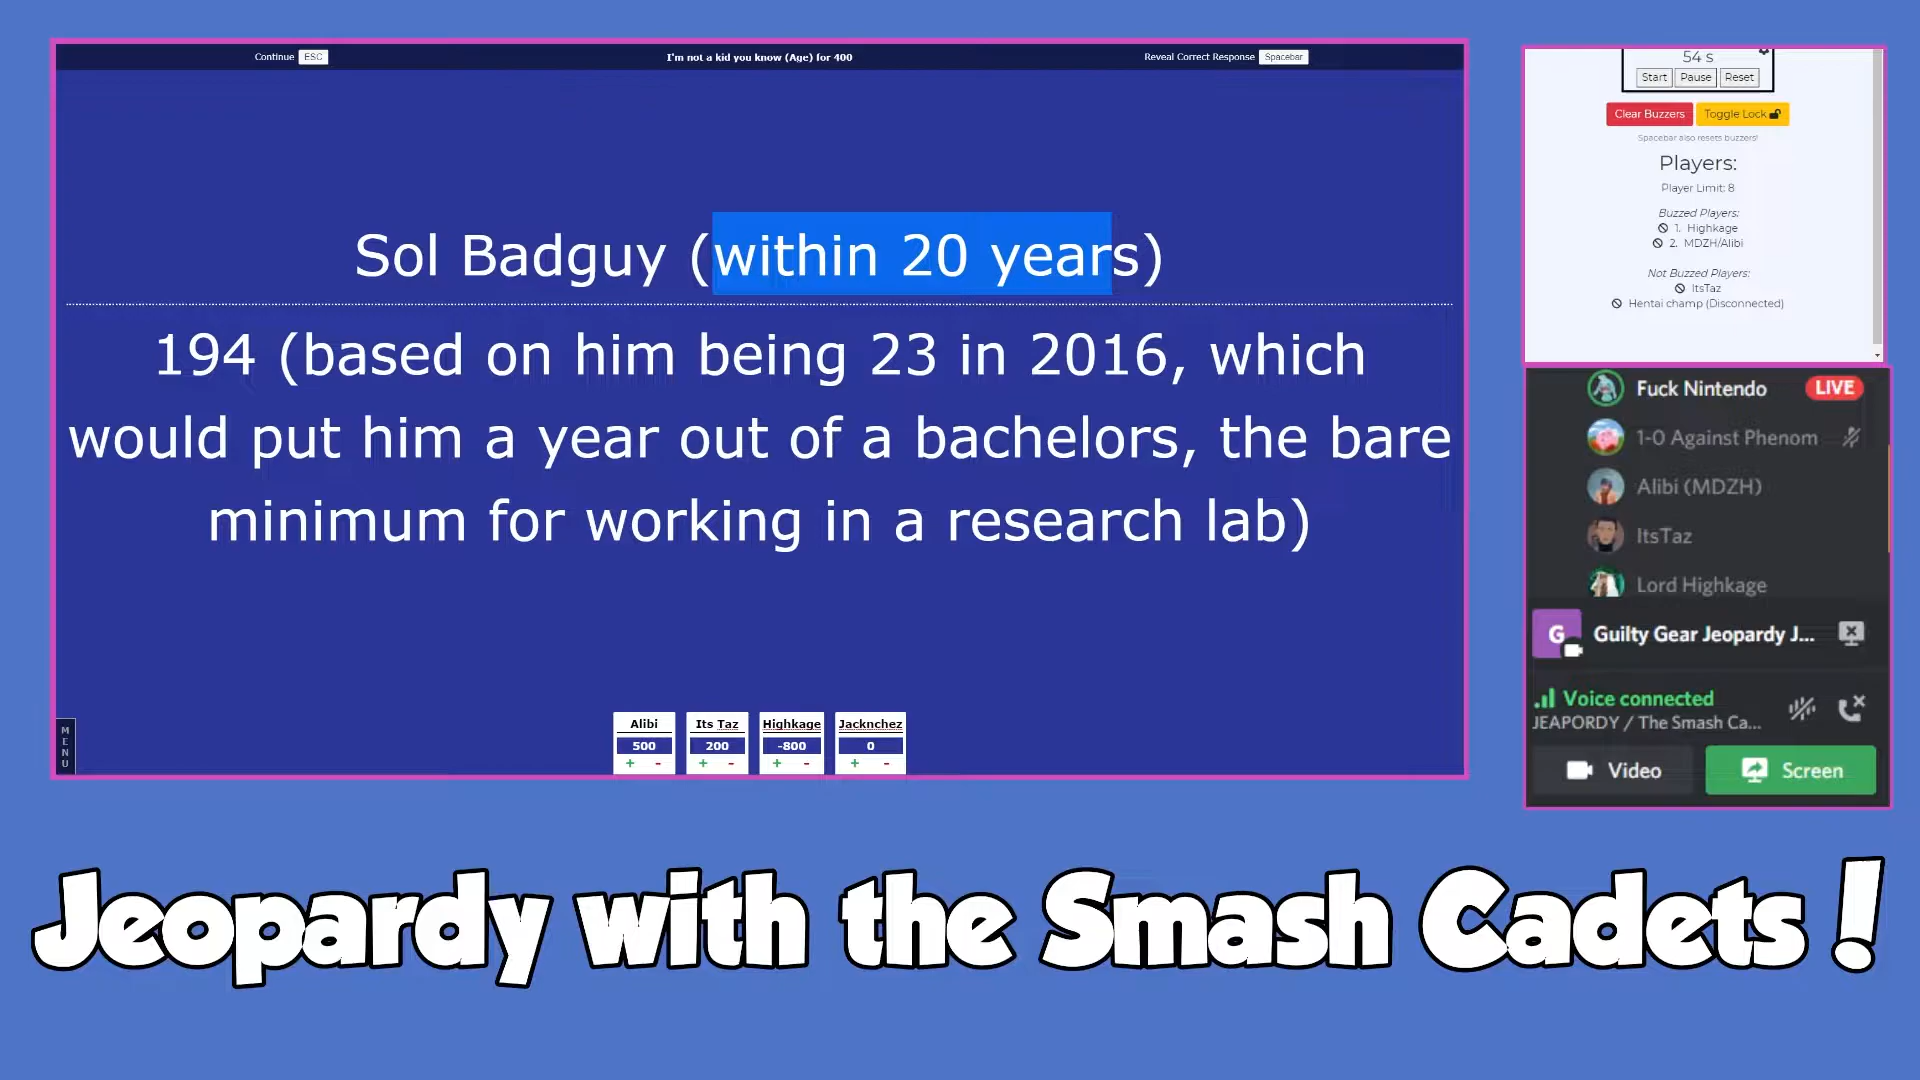 Continue ESC
I'm not a kid you know (Age) for 400
Reveal Correct Response Spacebar
Sol Badguy (within 20 years)
194 (based on him being 23 in 2016, which
would put him a year out of a bachelors, the bare
minimum for working in a research lab)
MENU
Alibi Its Taz Highkage Jacknchez
500 200 -800 0
+ - + - + - + -
54 s
Start Pause Reset
Clear Buzzers Toggle Lock
Spacebar also resets buzzers!
Players:
Player Limit: 8
Buzzed Players:
1. Highkage
2. MDZH/Alibi
Not Buzzed Players:
ItsTaz
Hentai champ (Disconnected)
Fuck Nintendo LIVE
1-0 Against Phenom
Alibi (MDZH)
ItsTaz
Lord Highkage
G Guilty Gear Jeopardy J...
Voice connected
JEAPORDY / The Smash Ca...
Video Screen
Jeopardy with the Smash Cadets!